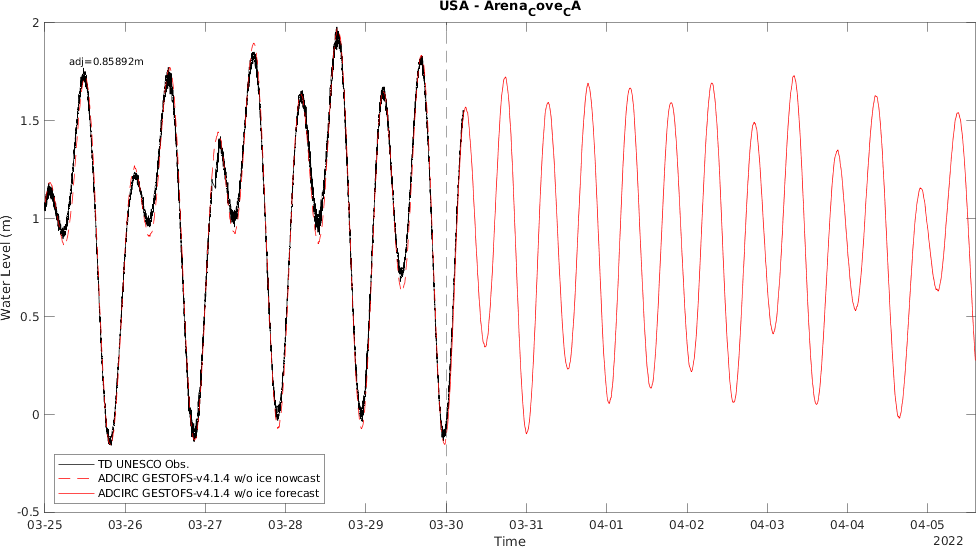 USA - ArenaCoveCA
adj=0.85892m
2
1.5
1
0.5
0
-0.5
Water Level (m)
TD UNESCO Obs.
ADCIRC GESTOFS-v4.1.4 w/o ice nowcast
ADCIRC GESTOFS-v4.1.4 w/o ice forecast
03-25 03-26 03-27 03-28 03-29 03-30 03-31 04-01 04-02 04-03 04-04 04-05
Time
2022